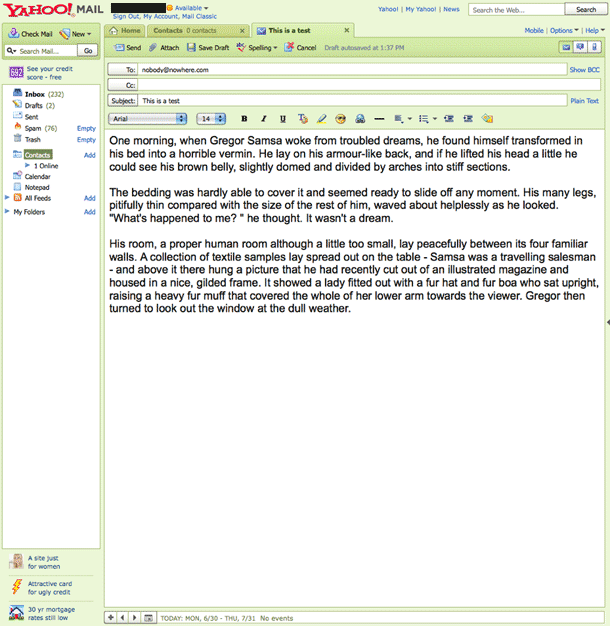 YAHOO! MAIL
Available
Sign Out, My Account, Mail Classic
Yahoo! | My Yahoo! | News
Search the Web...
Search
Check Mail
New
Search Mail...
Go
692
See your credit
score - free
Inbox (232)
Drafts (2)
Sent
Spam (76) Empty
Trash Empty
Contacts Add
1 Online
Calendar
Notepad
All Feeds Add
My Folders Add
A site just
for women
Attractive card
for ugly credit
30 yr mortgage
rates still low
Home
Contacts 0 contacts
This is a test
Mobile | Options | Help
Send Attach Save Draft Spelling Cancel Draft autosaved at 1:37 PM
To: nobody@nowhere.com Show BCC
Cc:
Subject: This is a test Plain Text
Arial 14 B I U
One morning, when Gregor Samsa woke from troubled dreams, he found himself transformed in
his bed into a horrible vermin. He lay on his armour-like back, and if he lifted his head a little he
could see his brown belly, slightly domed and divided by arches into stiff sections.
The bedding was hardly able to cover it and seemed ready to slide off any moment. His many legs,
pitifully thin compared with the size of the rest of him, waved about helplessly as he looked.
"What's happened to me? " he thought. It wasn't a dream.
His room, a proper human room although a little too small, lay peacefully between its four familiar
walls. A collection of textile samples lay spread out on the table - Samsa was a travelling salesman
- and above it there hung a picture that he had recently cut out of an illustrated magazine and
housed in a nice, gilded frame. It showed a lady fitted out with a fur hat and fur boa who sat upright,
raising a heavy fur muff that covered the whole of her lower arm towards the viewer. Gregor then
turned to look out the window at the dull weather.
TODAY: MON, 6/30 - THU, 7/31 No events